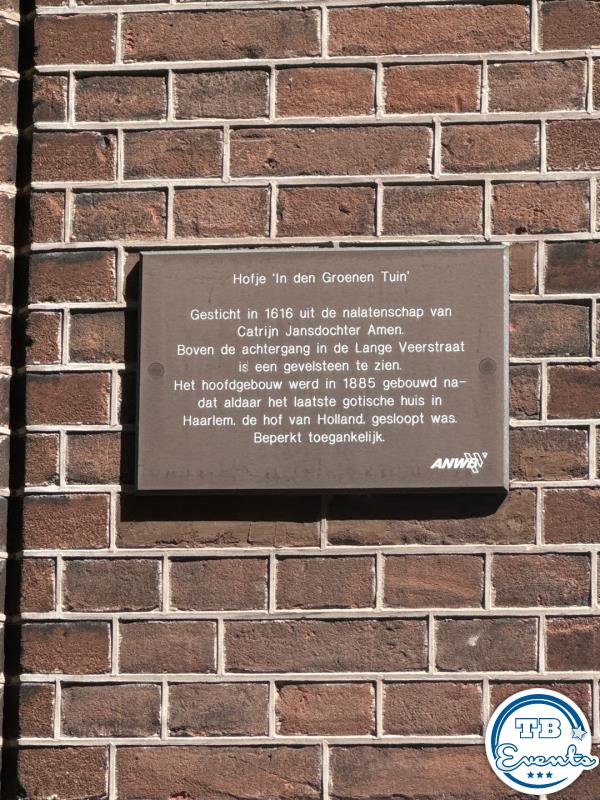 Hofje 'In den Groenen Tuin'
Gesticht in 1616 uit de nalatenschap van
Catrijn Jansdochter Amen.
Boven de achtergang in de Lange Veerstraat
is een gevelsteen te zien.
Het hoofdgebouw werd in 1885 gebouwd na-
dat aldaar het laatste gotische huis in
Haarlem, de hof van Holland, gesloopt was.
Beperkt toegankelijk.
ANWB
TB
Events